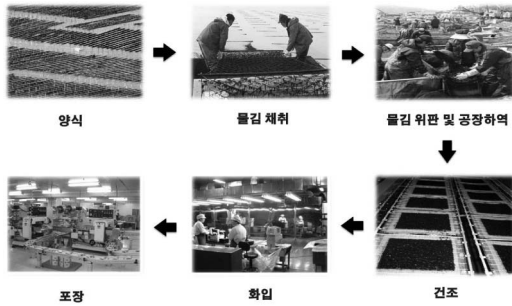 양식
물김 채취
물김 위판 및 공장하역
건조
화입
포장